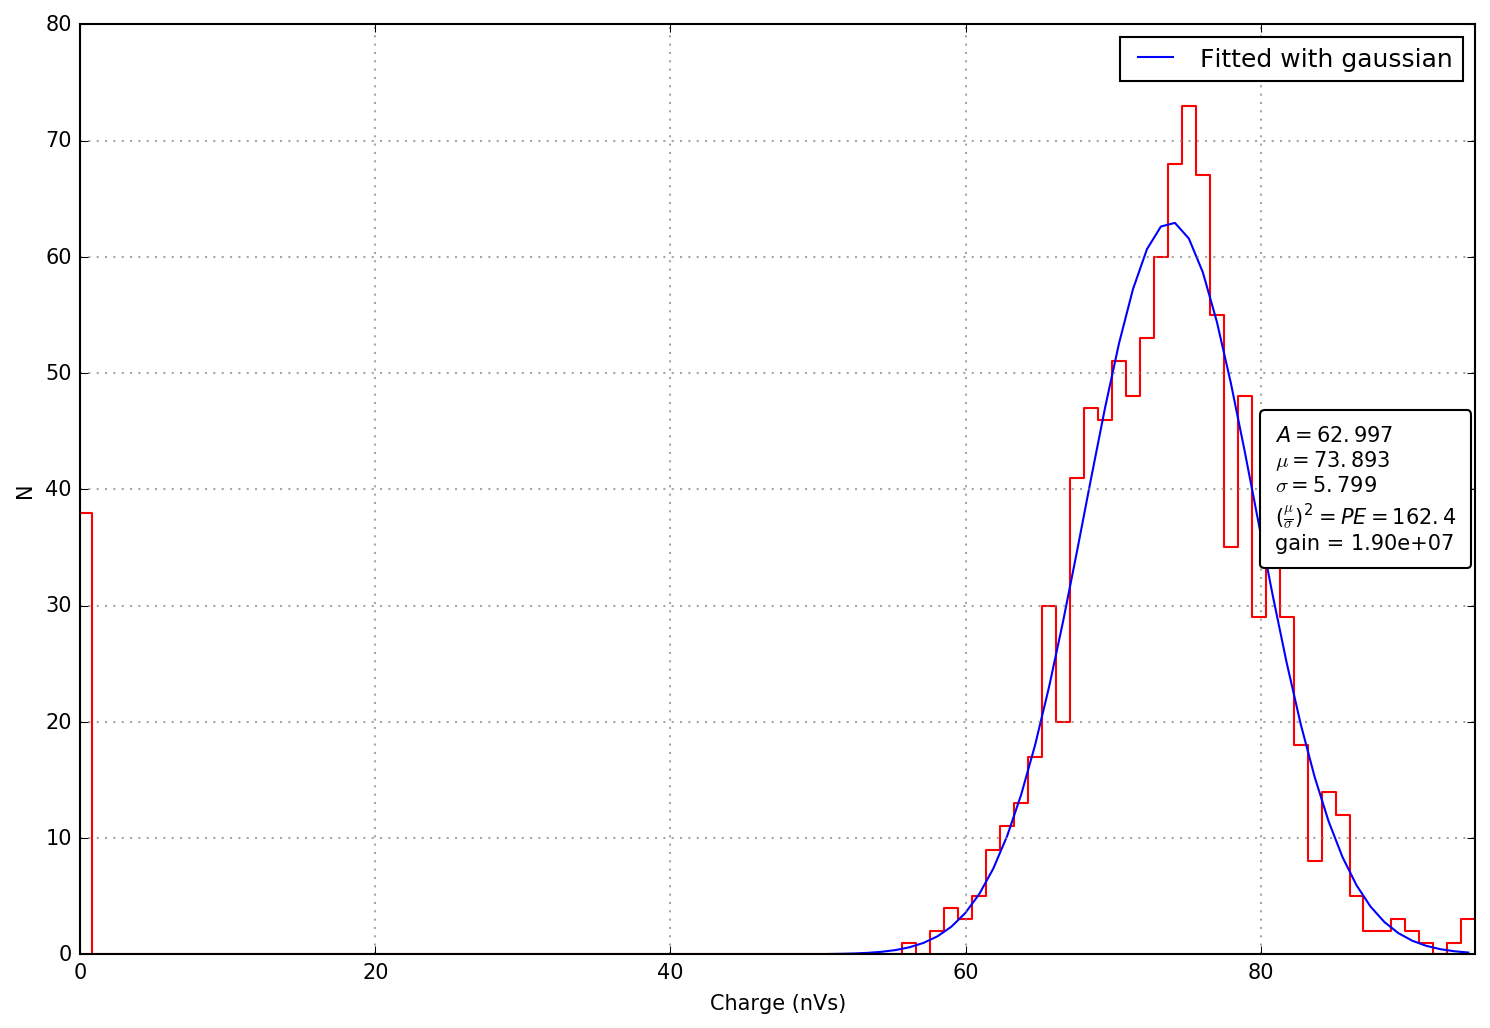 80
70
60
50
40
30
20
10
0
N
0 20 40 60 80
Charge (nVs)
Fitted with gaussian
A = 62.997
μ = 73.893
σ = 5.799
(μ/σ)² = PE = 162.4
gain = 1.90e+07